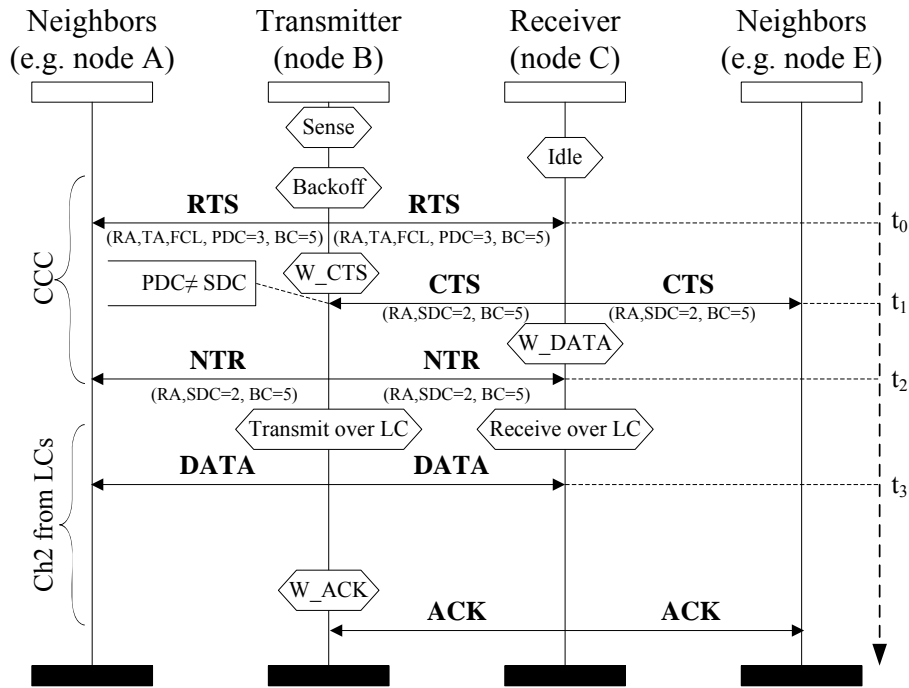 Neighbors
(e.g. node A)
Transmitter
(node B)
Receiver
(node C)
Neighbors
(e.g. node E)
Sense
Idle
Backoff
RTS
RTS
(RA,TA,FCL, PDC=3, BC=5)
(RA,TA,FCL, PDC=3, BC=5)
t0
W_CTS
PDC≠ SDC
CTS
CTS
(RA,SDC=2, BC=5)
(RA,SDC=2, BC=5)
t1
CCC
W_DATA
NTR
NTR
(RA,SDC=2, BC=5)
(RA,SDC=2, BC=5)
t2
Transmit over LC
Receive over LC
DATA
DATA
t3
Ch2 from LCs
W_ACK
ACK
ACK